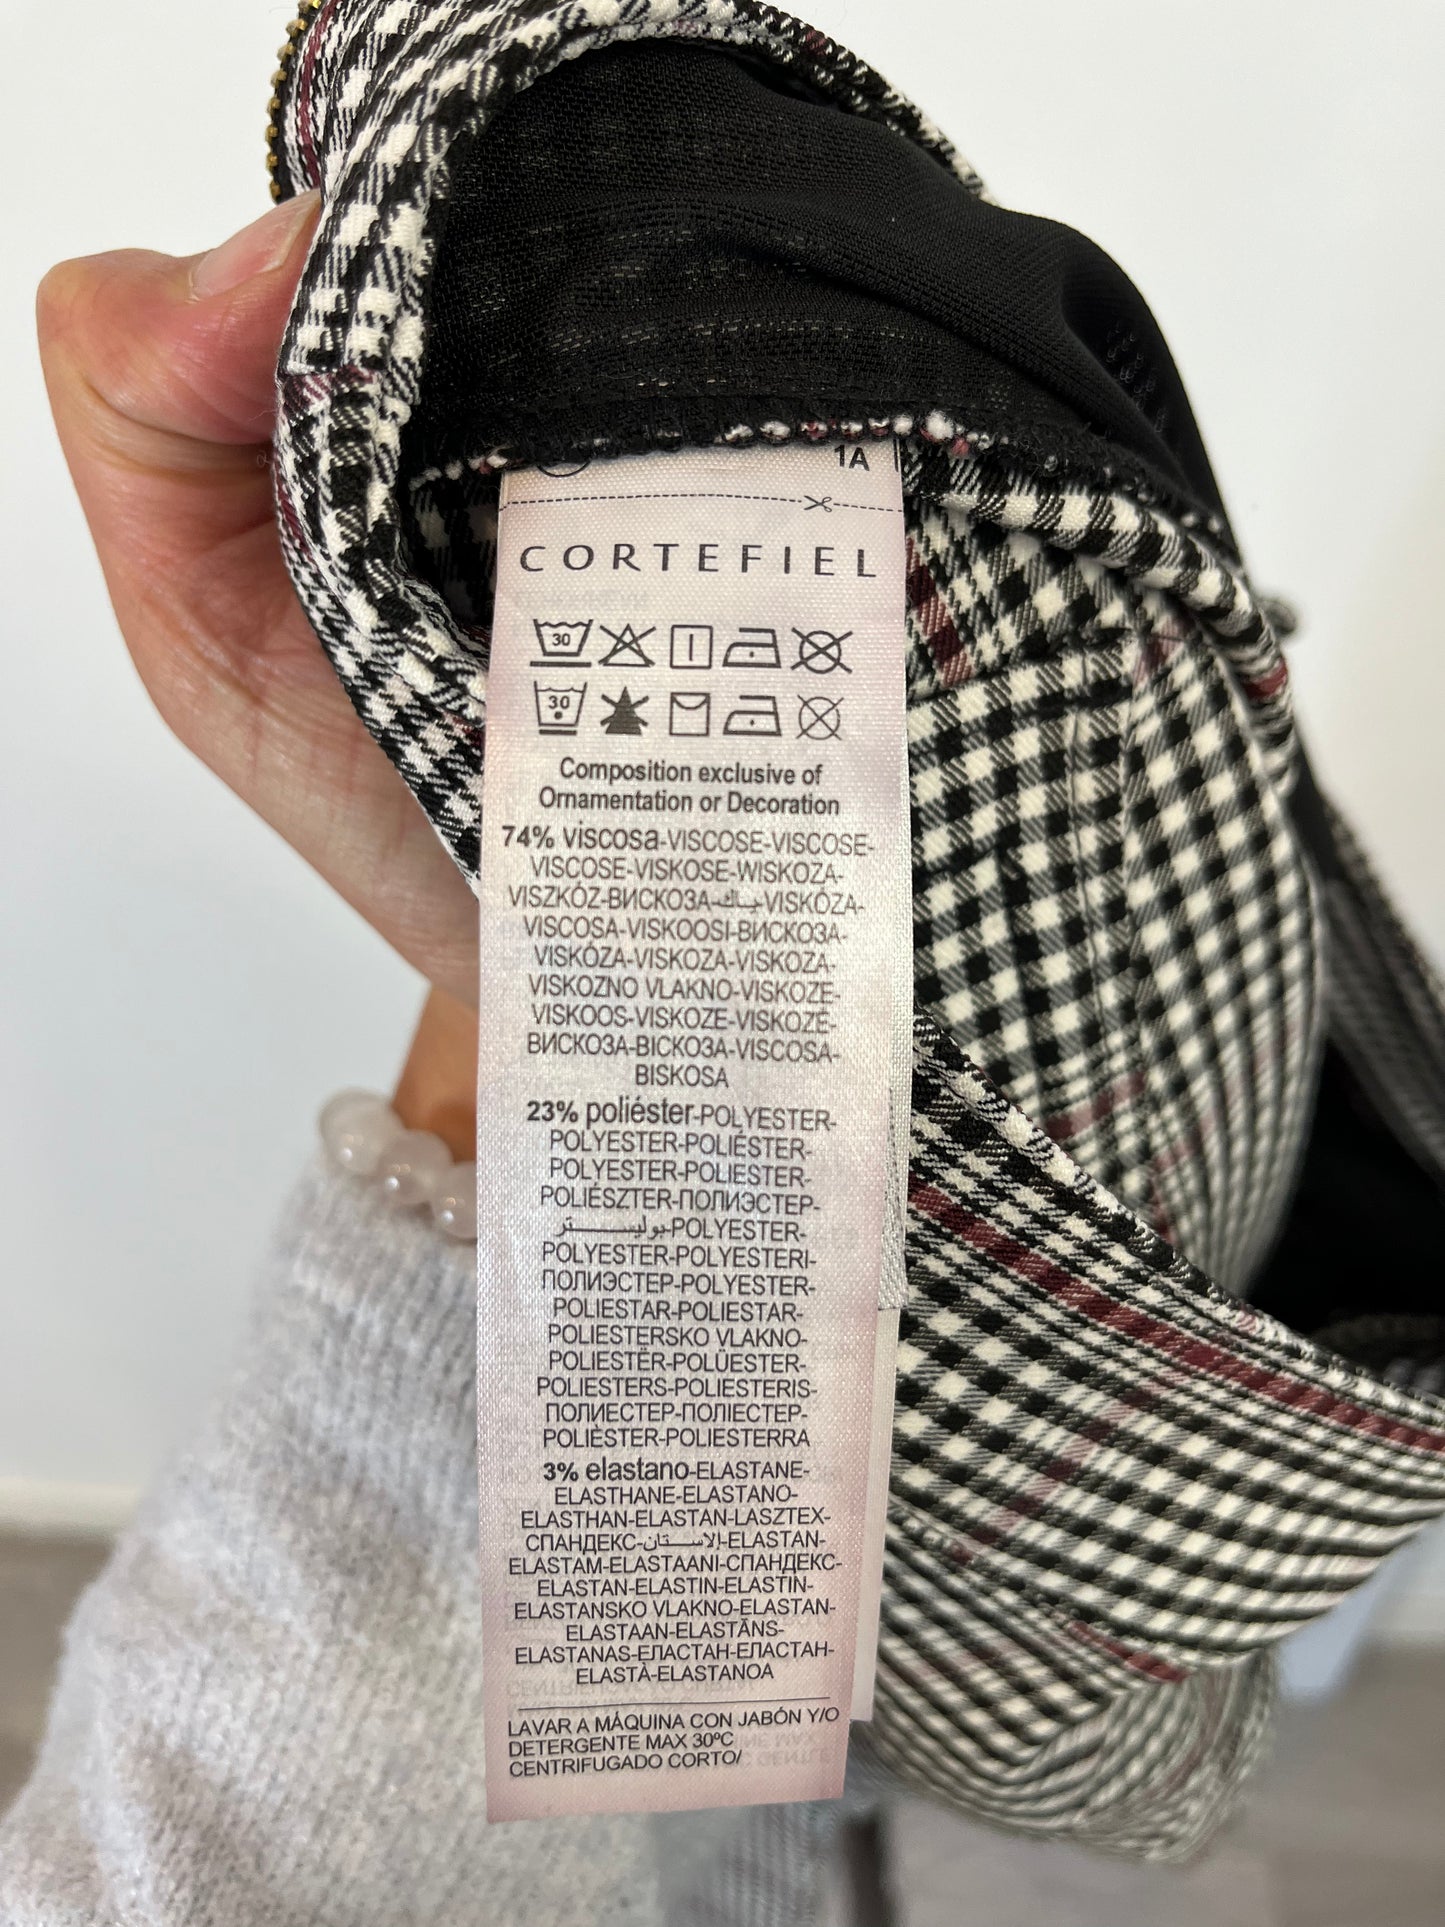 1A
CORTEFIEL
30
30
Composition exclusive of
Ornamentation or Decoration
74% viscosa-VISCOSE-VISCOSE-
VISCOSE-VISKOSE-WISKOZA-
VISZKÓZ-ВИСКОЗА-VISKÓZA-
VISCOSA-VISKOOSI-ВИСКОЗА-
VISKÓZA-VISKOZA-VISKOZA-
VISKOZNO VLAKNO-VISKOZE-
VISKOOS-VISKOZE-VISKOZĖ-
ВИСКОЗА-ВІСКОЗА-VISCOSA-
BISKOSA
23% poliéster-POLYESTER-
POLYESTER-POLIÉSTER-
POLYESTER-POLIESTER-
POLIÉSZTER-ПОЛИЭСТЕР-
بوليستر-POLYESTER-
POLYESTER-POLYESTERI-
ПОЛИЭСТЕР-POLYESTER-
POLIESTAR-POLIESTAR-
POLIESTERSKO VLAKNO-
POLIESTËR-POLÜESTER-
POLIESTERS-POLIESTERIS-
ПОЛИЕСТЕР-ПОЛІЕСТЕР-
POLIÈSTER-POLIESTERRA
3% elastano-ELASTANE-
ELASTHANE-ELASTANO-
ELASTHAN-ELASTAN-LASZTEX-
СПАНДЕКС-إلاستان-ELASTAN-
ELASTAM-ELASTAANI-СПАНДЕКС-
ELASTAN-ELASTIN-ELASTIN-
ELASTANSKO VLAKNO-ELASTAN-
ELASTAAN-ELASTĀNS-
ELASTANAS-ЕЛАСТАН-ЕЛАСТАН-
ELASTÀ-ELASTANOA
LAVAR A MÁQUINA CON JABÓN Y/O
DETERGENTE MAX 30ºC
CENTRIFUGADO CORTO/